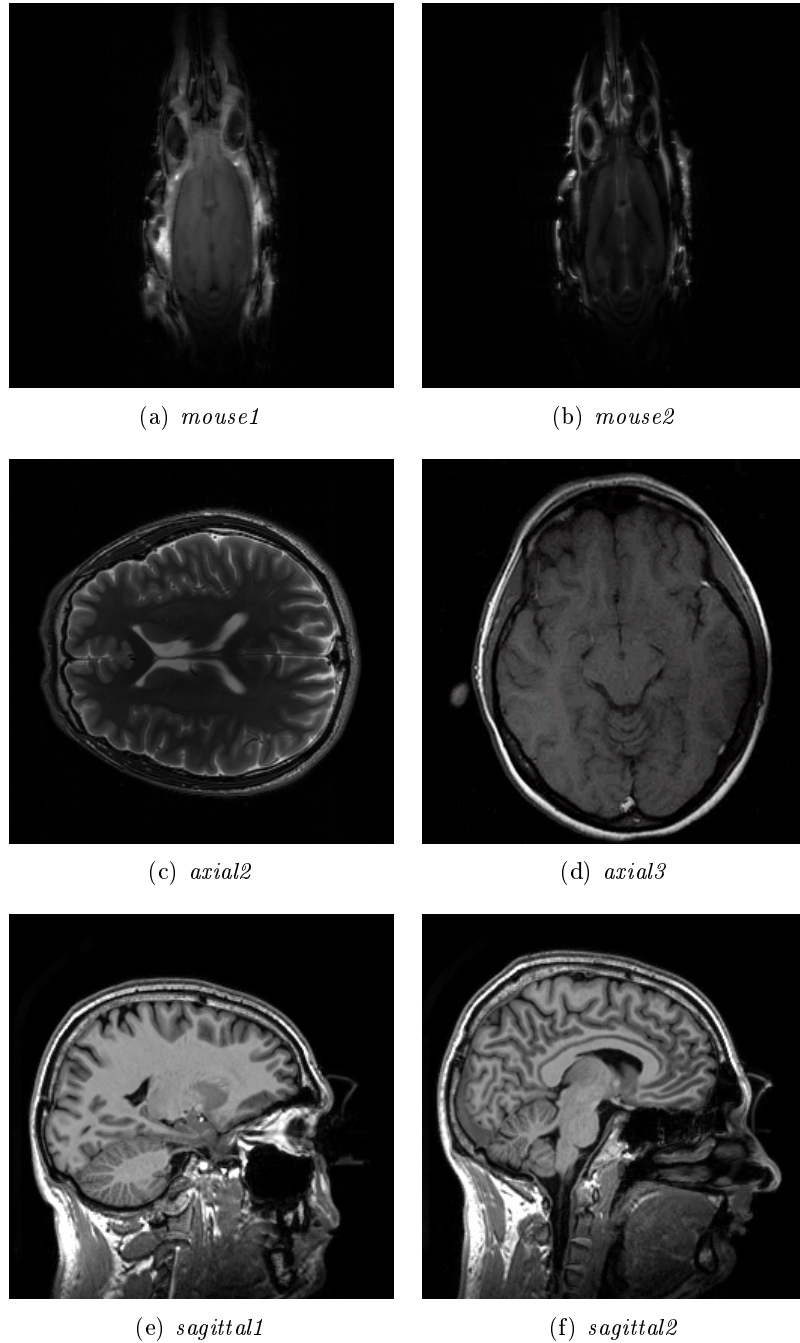 (a) mouse1
(b) mouse2
(c) axial2
(d) axial3
(e) sagittal1
(f) sagittal2